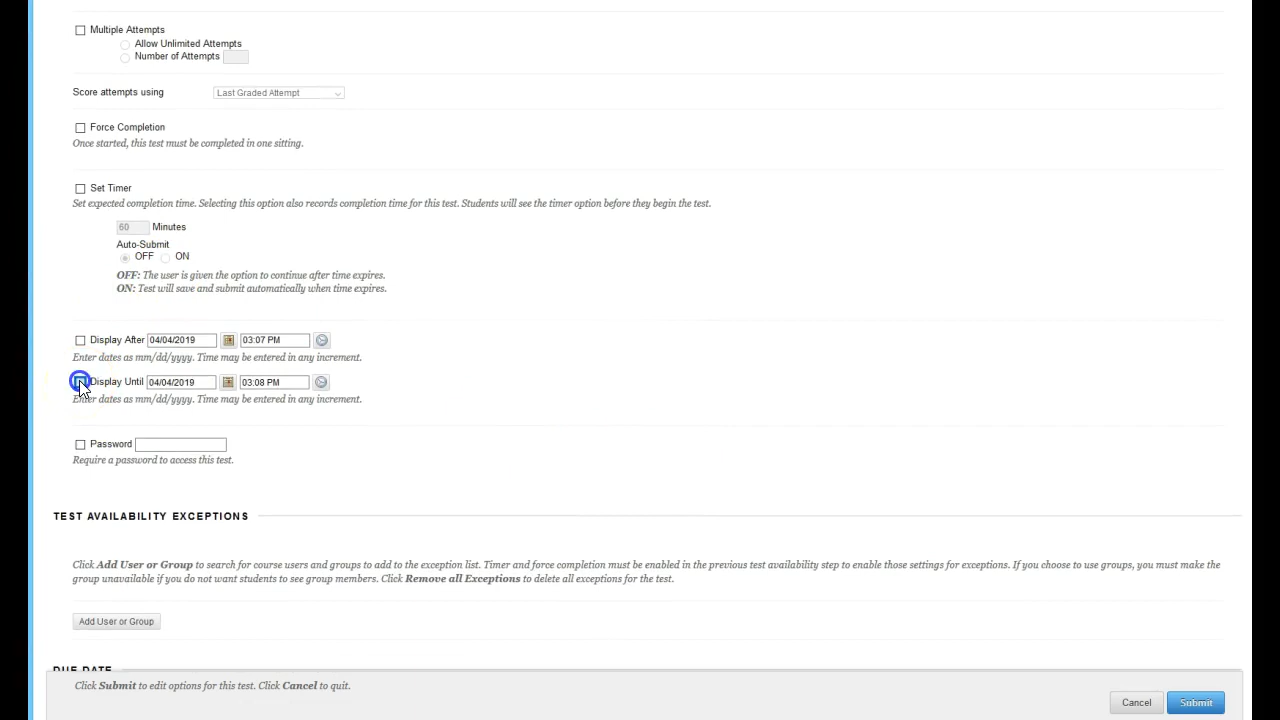 Multiple Attempts
Allow Unlimited Attempts
Number of Attempts
Score attempts using Last Graded Attempt
Force Completion
Once started, this test must be completed in one sitting.
Set Timer
Set expected completion time. Selecting this option also records completion time for this test. Students will see the timer option before they begin the test.
60 Minutes
Auto-Submit
OFF ON
OFF: The user is given the option to continue after time expires.
ON: Test will save and submit automatically when time expires.
Display After 04/04/2019 03:07 PM
Enter dates as mm/dd/yyyy. Time may be entered in any increment.
Display Until 04/04/2019 03:08 PM
Enter dates as mm/dd/yyyy. Time may be entered in any increment.
Password
Require a password to access this test.
TEST AVAILABILITY EXCEPTIONS
Click Add User or Group to search for course users and groups to add to the exception list. Timer and force completion must be enabled in the previous test availability step to enable those settings for exceptions. If you choose to use groups, you must make the
group unavailable if you do not want students to see group members. Click Remove all Exceptions to delete all exceptions for the test.
Add User or Group
DUE DATE
Click Submit to edit options for this test. Click Cancel to quit.
Cancel Submit